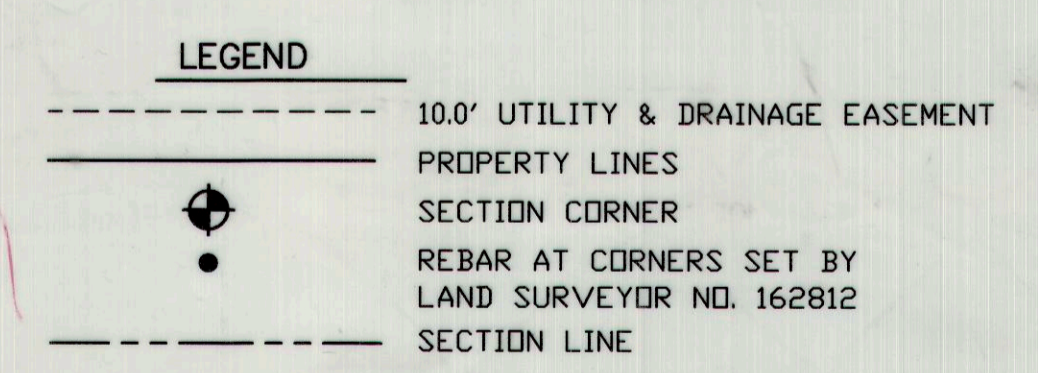 LEGEND
10.0' UTILITY & DRAINAGE EASEMENT
PROPERTY LINES
SECTION CORNER
REBAR AT CORNERS SET BY
LAND SURVEYOR NO. 162812
SECTION LINE